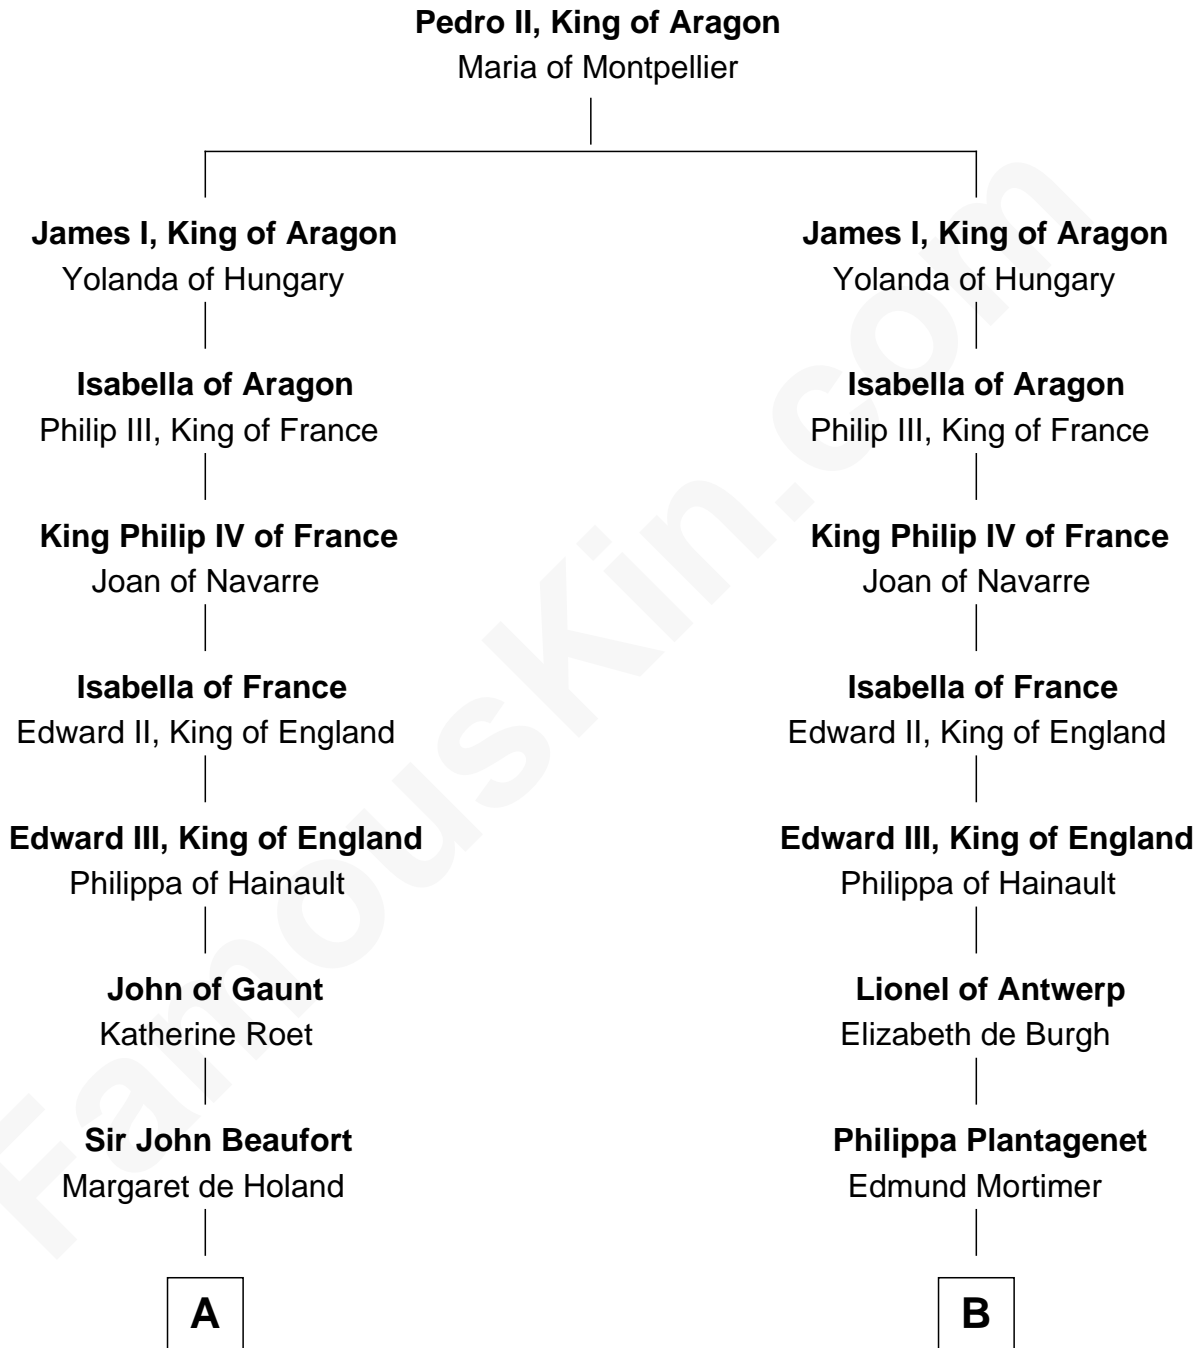 Pedro II, King of Aragon
Maria of Montpellier
James I, King of Aragon
Yolanda of Hungary
James I, King of Aragon
Yolanda of Hungary
Isabella of Aragon
Philip III, King of France
Isabella of Aragon
Philip III, King of France
King Philip IV of France
Joan of Navarre
King Philip IV of France
Joan of Navarre
Isabella of France
Edward II, King of England
Isabella of France
Edward II, King of England
Edward III, King of England
Philippa of Hainault
Edward III, King of England
Philippa of Hainault
John of Gaunt
Katherine Roet
Lionel of Antwerp
Elizabeth de Burgh
Sir John Beaufort
Margaret de Holand
Philippa Plantagenet
Edmund Mortimer
A
B
FamousKin.com